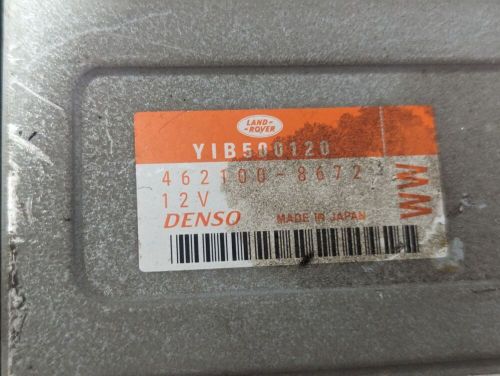 LAND-
-ROVER
YIB500120
462100-8672
12V
DENSO MADE IN JAPAN
WW